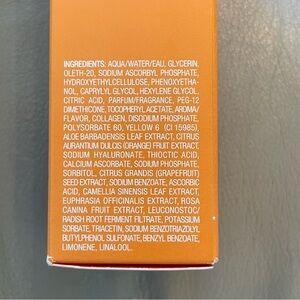 INGREDIENTS: AQUA/WATER/EAU, GLYCERIN,
OLETH-20, SODIUM ASCORBYL PHOSPHATE,
HYDROXYETHYLCELLULOSE, PHENOXYETHA-
NOL, CAPRYLYL GLYCOL, HEXYLENE GLYCOL,
CITRIC ACID, PARFUM/FRAGRANCE, PEG-12
DIMETHICONE, TOCOPHERYL ACETATE, AROMA/
FLAVOR, COLLAGEN, DISODIUM PHOSPHATE,
POLYSORBATE 60, YELLOW 6 (CI 15985),
ALOE BARBADENSIS LEAF EXTRACT, CITRUS
AURANTIUM DULCIS (ORANGE) FRUIT EXTRACT,
SODIUM HYALURONATE, THIOCTIC ACID,
CALCIUM ASCORBATE, SODIUM PHOSPHATE,
SORBITOL, CITRUS GRANDIS (GRAPEFRUIT)
SEED EXTRACT, SODIUM BENZOATE, ASCORBIC
ACID, CAMELLIA SINENSIS LEAF EXTRACT,
EUPHRASIA OFFICINALIS EXTRACT, ROSA
CANINA FRUIT EXTRACT, LEUCONOSTOC/
RADISH ROOT FERMENT FILTRATE, POTASSIUM
SORBATE, TRIACETIN, SODIUM BENZOTRIAZOLYL
BUTYLPHENOL SULFONATE, BENZYL BENZOATE,
LIMONENE, LINALOOL.